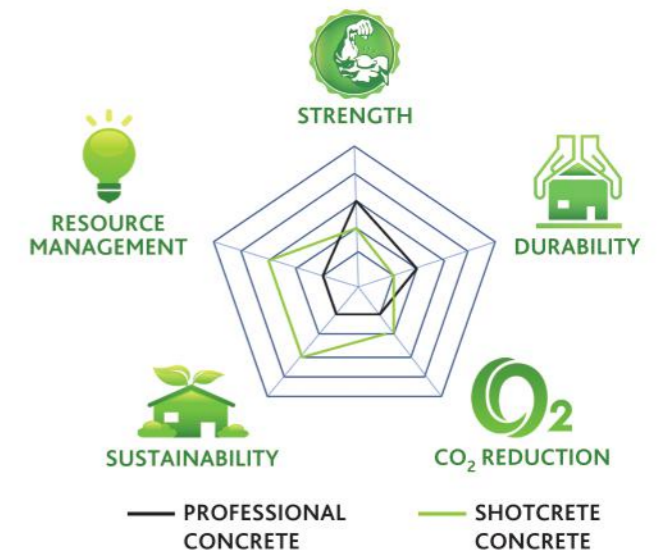 STRENGTH
RESOURCE
MANAGEMENT
DURABILITY
SUSTAINABILITY
O2
CO₂ REDUCTION
PROFESSIONAL
CONCRETE
SHOTCRETE
CONCRETE